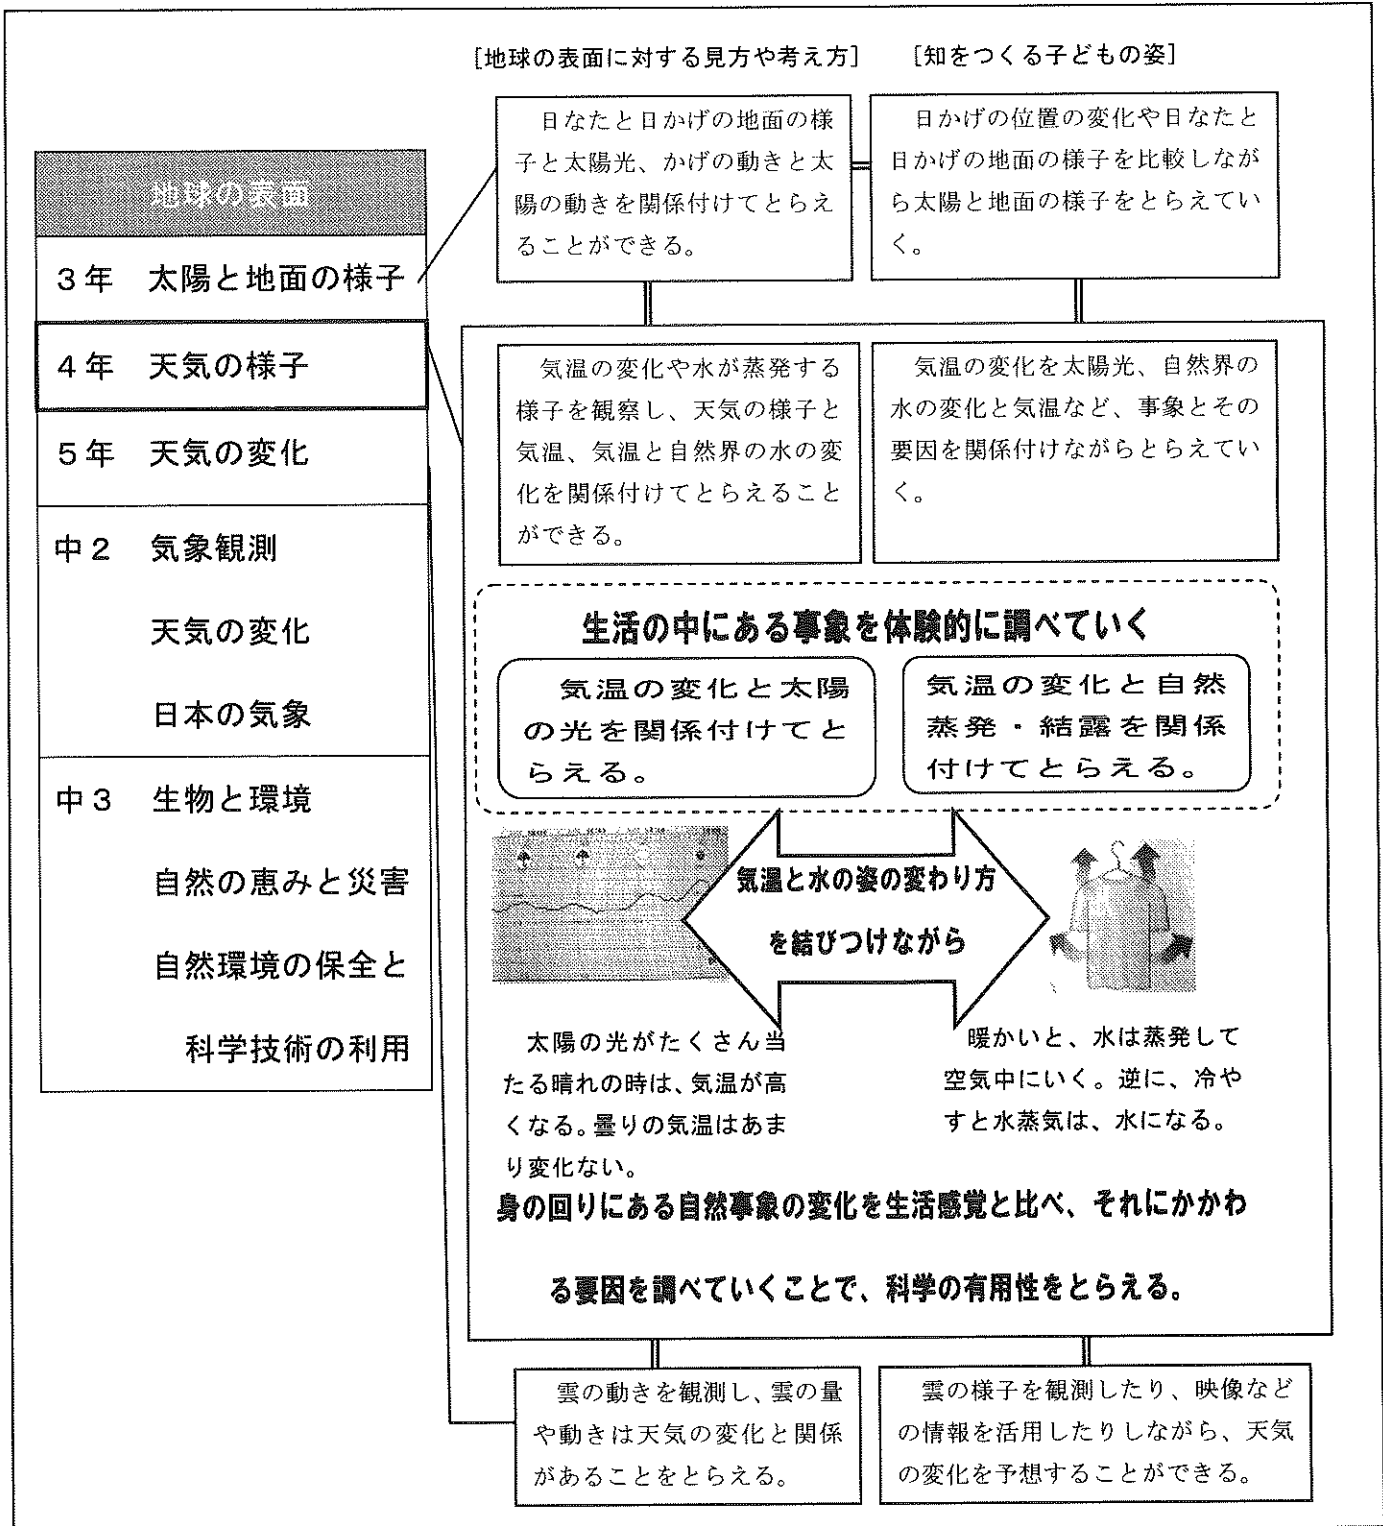 [地球の表面に対する見方や考え方]
[知をつくる子どもの姿]
地球の表面
3年 太陽と地面の様子
4年 天気の様子
5年 天気の変化
中2 気象観測
天気の変化
日本の気象
中3 生物と環境
自然の恵みと災害
自然環境の保全と
科学技術の利用
日なたと日かげの地面の様
子と太陽光、かげの動きと太
陽の動きを関係付けてとらえ
ることができる。
日かげの位置の変化や日なたと
日かげの地面の様子を比較しなが
ら太陽と地面の様子をとらえてい
く。
気温の変化や水が蒸発する
様子を観察し、天気の様子と
気温、気温と自然界の水の変
化を関係付けてとらえること
ができる。
気温の変化を太陽光、自然界の
水の変化と気温など、事象とその
要因を関係付けながらとらえてい
く。
生活の中にある事象を体験的に調べていく
気温の変化と太陽
の光を関係付けてと
らえる。
気温の変化と自然
蒸発・結露を関係
付けてとらえる。
気温と水の姿の変わり方
を結びつけながら
太陽の光がたくさん当
たる晴れの時は、気温が高
くなる。曇りの気温はあま
り変化ない。
暖かいと、水は蒸発して
空気中にいく。逆に、冷や
すと水蒸気は、水になる。
身の回りにある自然事象の変化を生活感覚と比べ、それにかかわ
る要因を調べていくことで、科学の有用性をとらえる。
雲の動きを観測し、雲の量
や動きは天気の変化と関係
があることをとらえる。
雲の様子を観測したり、映像など
の情報を活用したりしながら、天気
の変化を予想することができる。